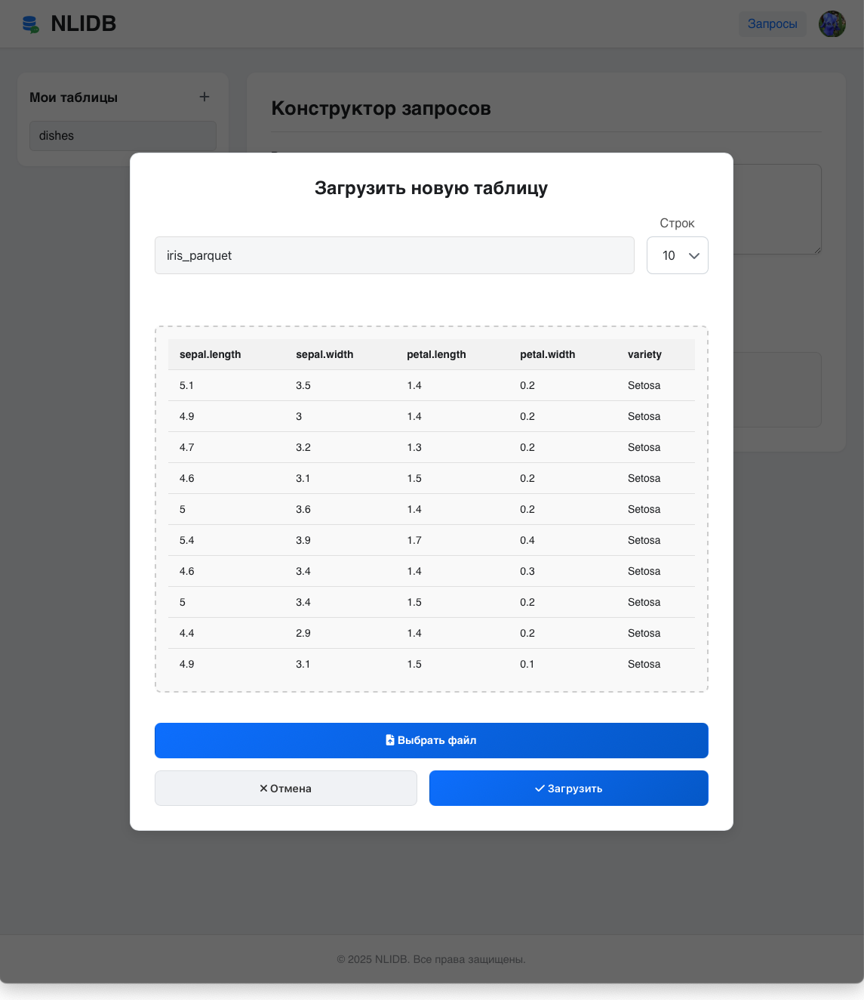 NLIDB
Запросы
Мои таблицы
dishes
Конструктор запросов
Загрузить новую таблицу
Строк
iris_parquet
10
sepal.length sepal.width petal.length petal.width variety
5.1 3.5 1.4 0.2 Setosa
4.9 3 1.4 0.2 Setosa
4.7 3.2 1.3 0.2 Setosa
4.6 3.1 1.5 0.2 Setosa
5 3.6 1.4 0.2 Setosa
5.4 3.9 1.7 0.4 Setosa
4.6 3.4 1.4 0.3 Setosa
5 3.4 1.5 0.2 Setosa
4.4 2.9 1.4 0.2 Setosa
4.9 3.1 1.5 0.1 Setosa
Выбрать файл
Отмена
Загрузить
© 2025 NLIDB. Все права защищены.